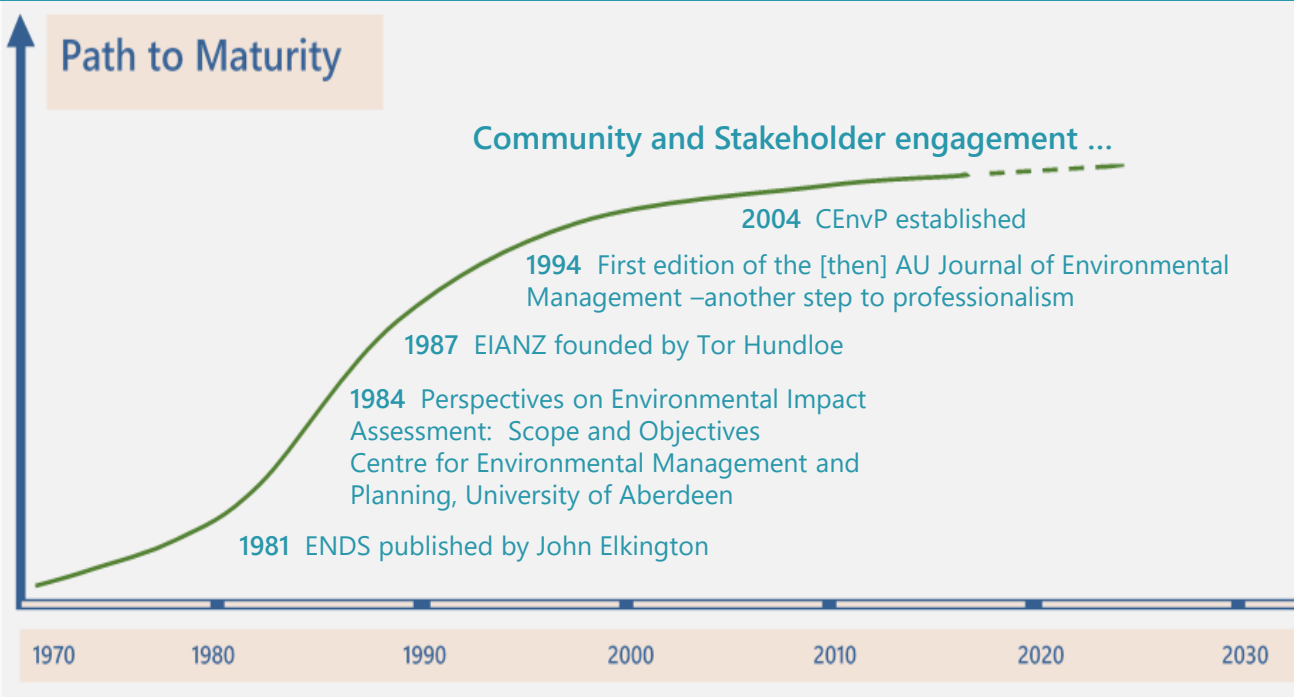 Path to Maturity
Community and Stakeholder engagement ...
2004 CEnvP established
1994 First edition of the [then] AU Journal of Environmental
Management –another step to professionalism
1987 EIANZ founded by Tor Hundloe
1984 Perspectives on Environmental Impact
Assessment: Scope and Objectives
Centre for Environmental Management and
Planning, University of Aberdeen
1981 ENDS published by John Elkington
1970 1980 1990 2000 2010 2020 2030